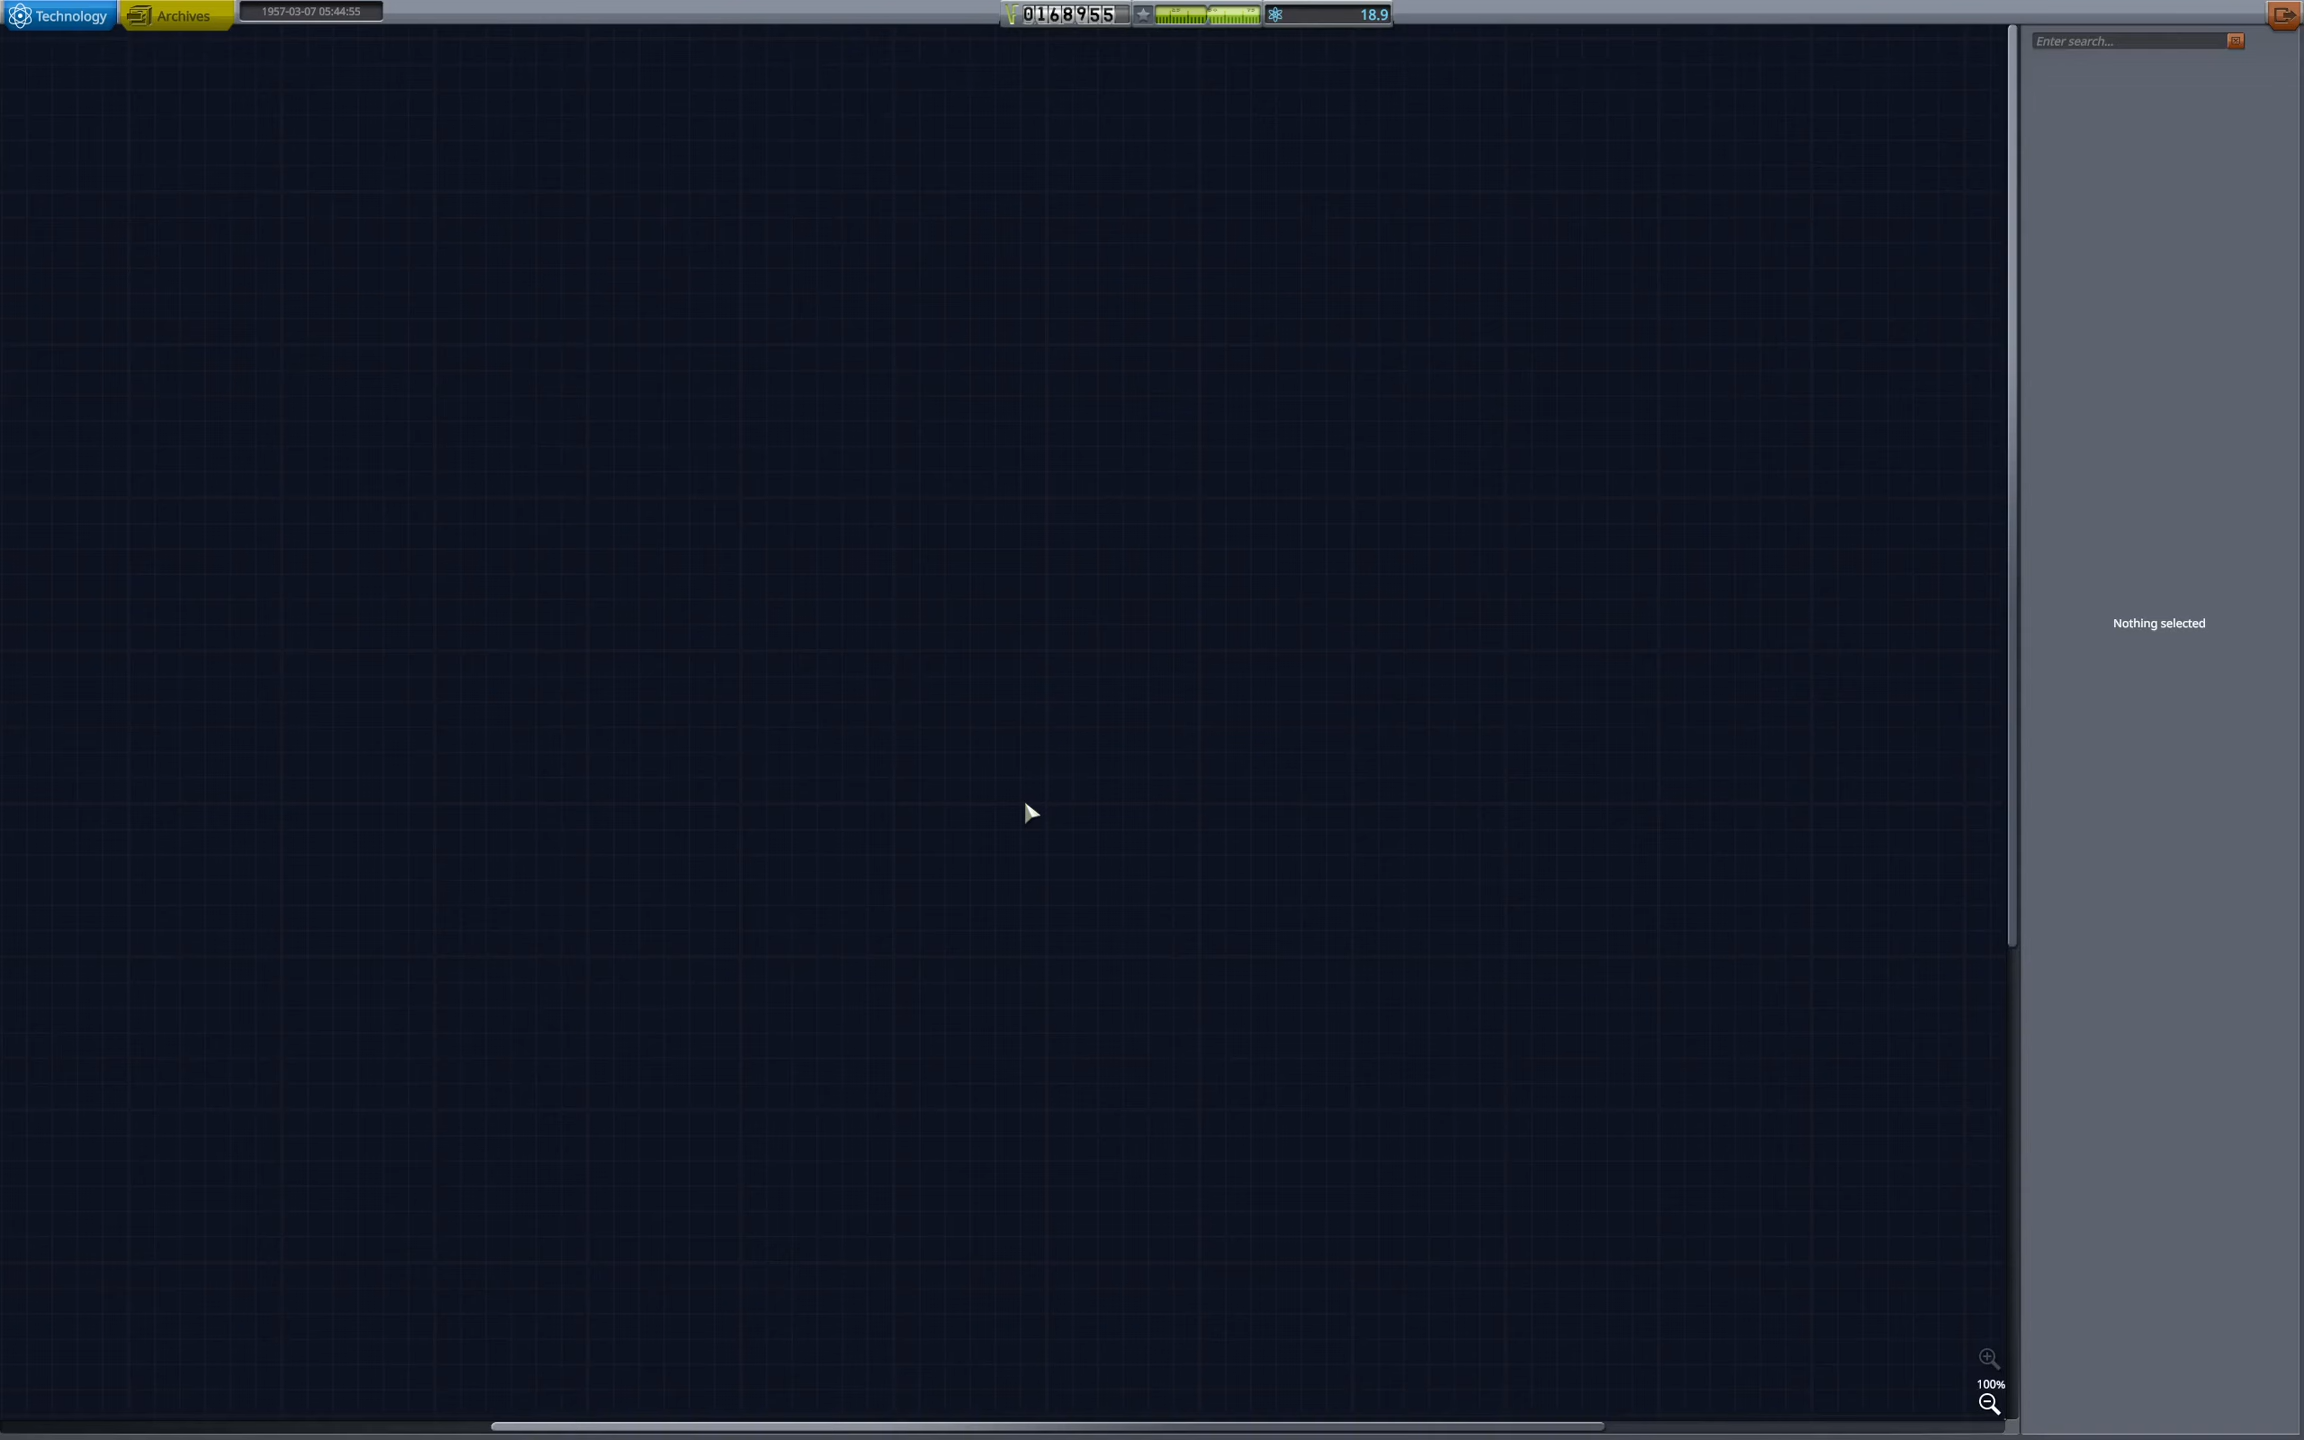 Technology
Archives
1957-03-07 05:44:55
0168955
18.9
Enter search...
Nothing selected
100%